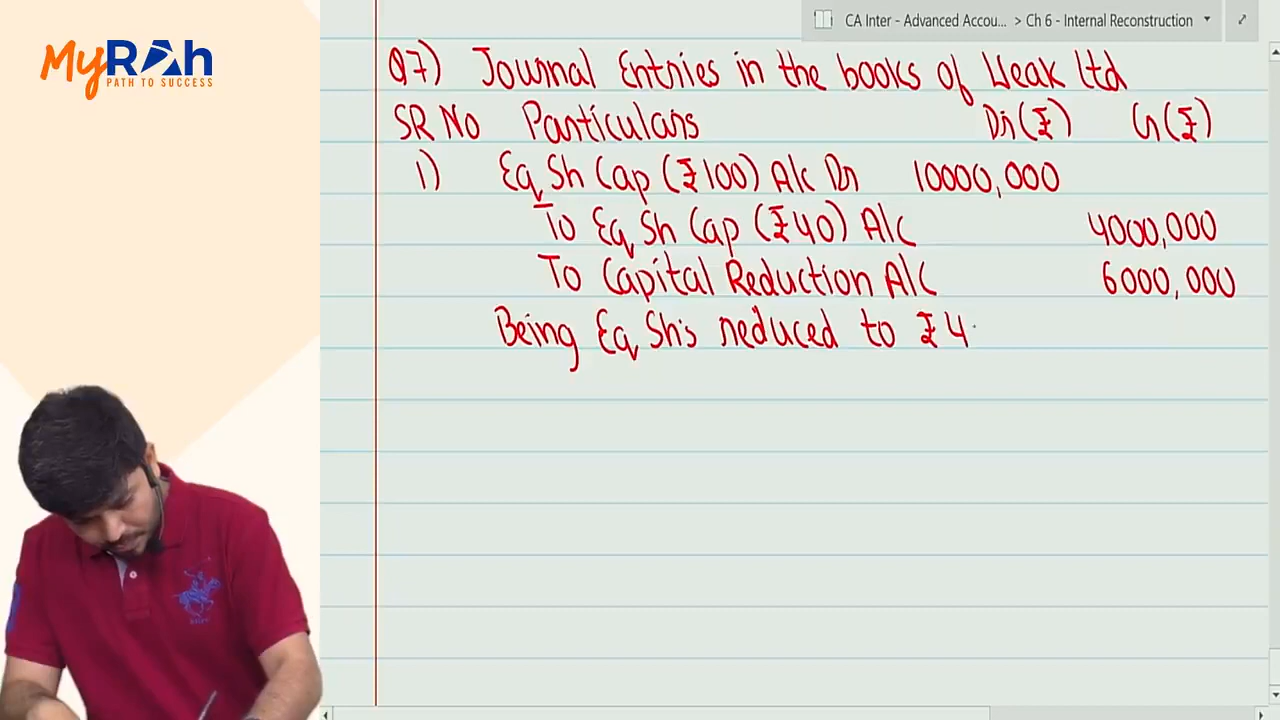 MyRAh
PATH TO SUCCESS
CA Inter - Advanced Accou... > Ch 6 - Internal Reconstruction
Q7) Journal Entries in the books of Weak Ltd
SR No Particulars Dr (₹) Cr (₹)
1) Eq Sh Cap (₹100) A/c Dr 10000,000
To Eq Sh Cap (₹40) A/c 4000,000
To Capital Reduction A/c 6000,000
Being Eq Sh's reduced to ₹4